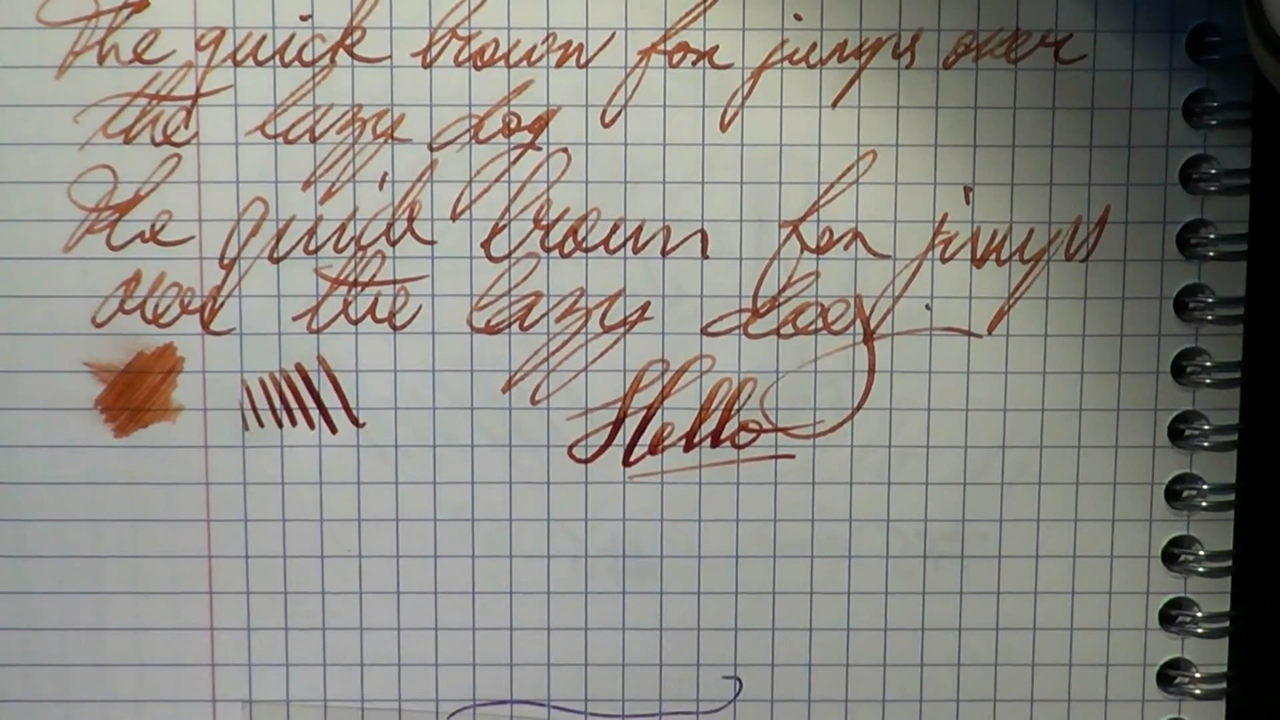 The quick brown fox jumps over
the lazy dog
The quick brown fox jumps
over the lazy dog.
Hello